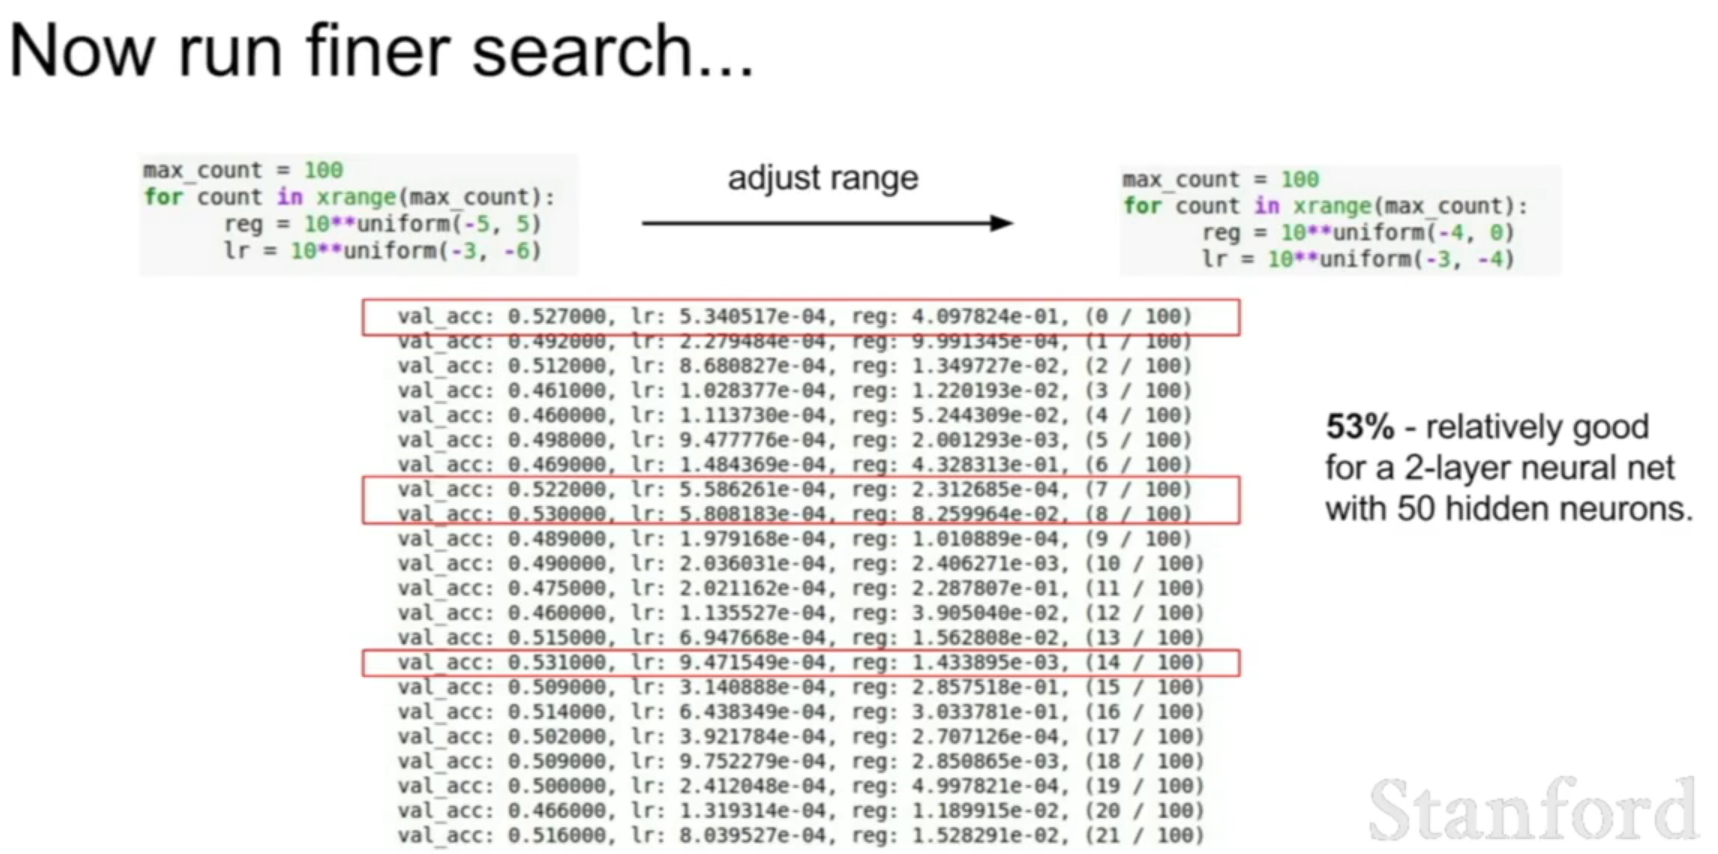 Now run finer search...
max_count = 100
for count in xrange(max_count):
reg = 10**uniform(-5, 5)
lr = 10**uniform(-3, -6)
adjust range
max_count = 100
for count in xrange(max_count):
reg = 10**uniform(-4, 0)
lr = 10**uniform(-3, -4)
val_acc: 0.527000, lr: 5.340517e-04, reg: 4.097824e-01, (0 / 100)
val_acc: 0.492000, lr: 2.279484e-04, reg: 9.991345e-04, (1 / 100)
val_acc: 0.512000, lr: 8.680827e-04, reg: 1.349727e-02, (2 / 100)
val_acc: 0.461000, lr: 1.028377e-04, reg: 1.220193e-02, (3 / 100)
val_acc: 0.460000, lr: 1.113730e-04, reg: 5.244309e-02, (4 / 100)
val_acc: 0.498000, lr: 9.477776e-04, reg: 2.001293e-03, (5 / 100)
val_acc: 0.469000, lr: 1.484369e-04, reg: 4.328313e-01, (6 / 100)
val_acc: 0.522000, lr: 5.586261e-04, reg: 2.312685e-04, (7 / 100)
val_acc: 0.530000, lr: 5.808183e-04, reg: 8.259964e-02, (8 / 100)
val_acc: 0.489000, lr: 1.979168e-04, reg: 1.010889e-04, (9 / 100)
val_acc: 0.490000, lr: 2.036031e-04, reg: 2.406271e-03, (10 / 100)
val_acc: 0.475000, lr: 2.021162e-04, reg: 2.287807e-01, (11 / 100)
val_acc: 0.460000, lr: 1.135527e-04, reg: 3.905040e-02, (12 / 100)
val_acc: 0.515000, lr: 6.947668e-04, reg: 1.562808e-02, (13 / 100)
val_acc: 0.531000, lr: 9.471549e-04, reg: 1.433895e-03, (14 / 100)
val_acc: 0.509000, lr: 3.140888e-04, reg: 2.857518e-01, (15 / 100)
val_acc: 0.514000, lr: 6.438349e-04, reg: 3.033781e-01, (16 / 100)
val_acc: 0.502000, lr: 3.921784e-04, reg: 2.707126e-04, (17 / 100)
val_acc: 0.509000, lr: 9.752279e-04, reg: 2.850865e-03, (18 / 100)
val_acc: 0.500000, lr: 2.412048e-04, reg: 4.997821e-04, (19 / 100)
val_acc: 0.466000, lr: 1.319314e-04, reg: 1.189915e-02, (20 / 100)
val_acc: 0.516000, lr: 8.039527e-04, reg: 1.528291e-02, (21 / 100)
53% - relatively good
for a 2-layer neural net
with 50 hidden neurons.
Stanford